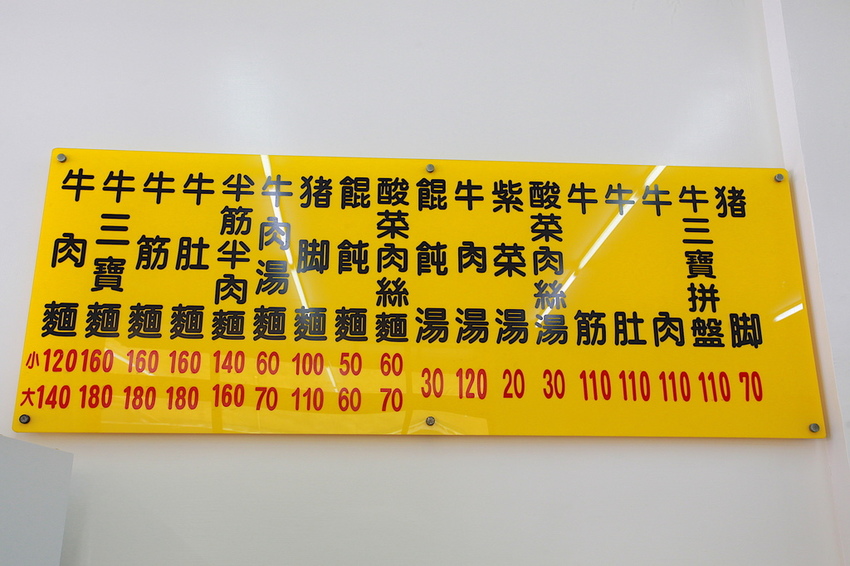 牛肉麵
牛三寶麵
牛筋麵
牛肚麵
半筋半肉麵
牛肉湯麵
猪脚麵
餛飩麵
酸菜肉絲麵
餛飩湯
牛肉湯
紫菜湯
酸菜肉絲湯
牛筋
牛肚
牛肉
牛三寶拼盤
猪脚
小 120 160 160 160 140 60 100 50 60
大 140 180 180 180 160 70 110 60 70
30 120 20 30 110 110 110 110 70